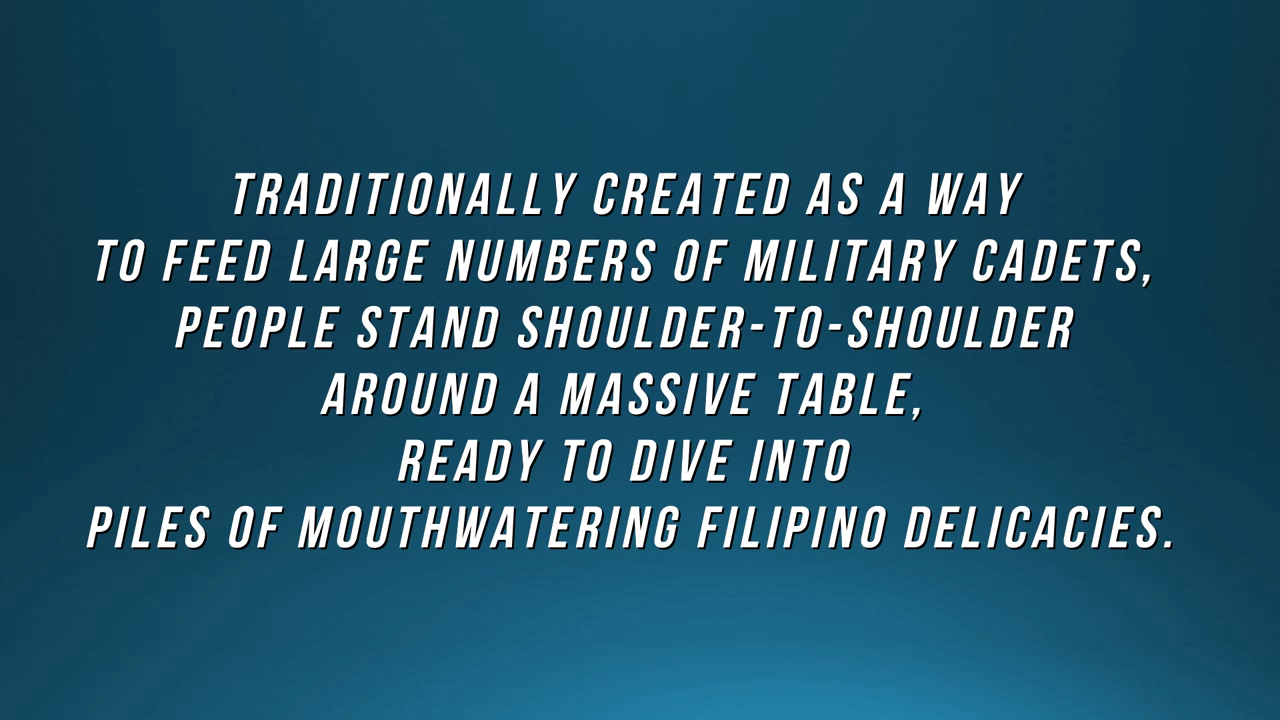 TRADITIONALLY CREATED AS A WAY
TO FEED LARGE NUMBERS OF MILITARY CADETS,
PEOPLE STAND SHOULDER-TO-SHOULDER
AROUND A MASSIVE TABLE,
READY TO DIVE INTO
PILES OF MOUTHWATERING FILIPINO DELICACIES.